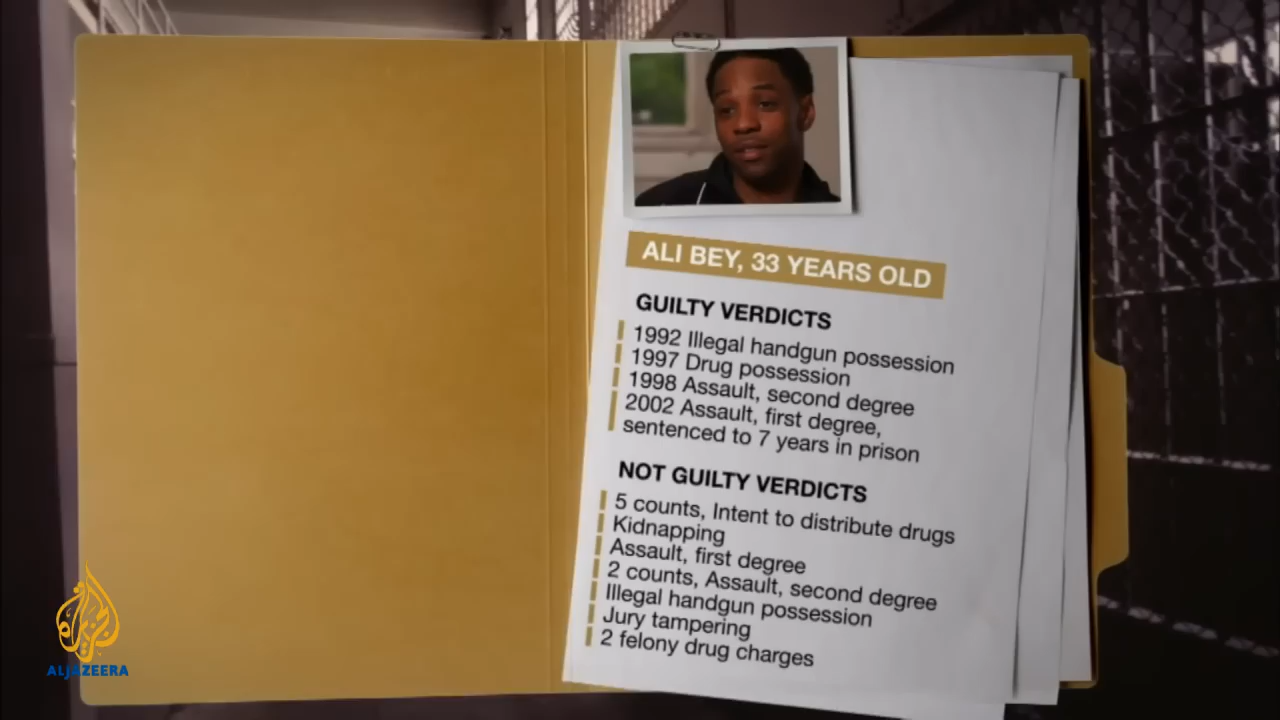 ALI BEY, 33 YEARS OLD
GUILTY VERDICTS
1992 Illegal handgun possession
1997 Drug possession
1998 Assault, second degree
2002 Assault, first degree,
sentenced to 7 years in prison
NOT GUILTY VERDICTS
5 counts, Intent to distribute drugs
Kidnapping
Assault, first degree
2 counts, Assault, second degree
Illegal handgun possession
Jury tampering
2 felony drug charges
الجزيرة
ALJAZEERA